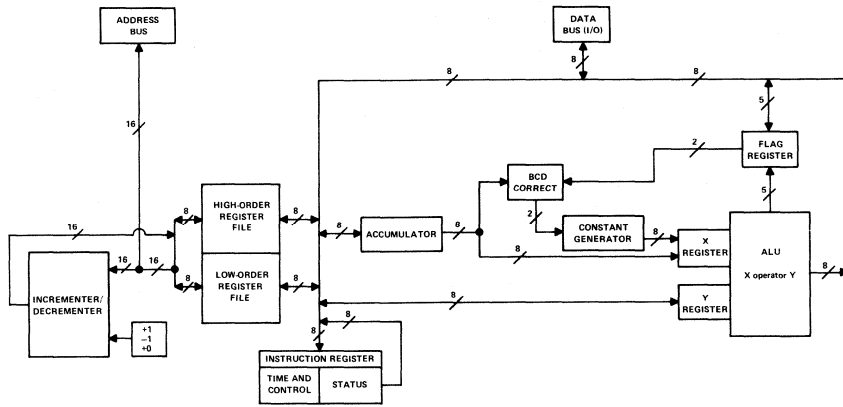 ADDRESS
BUS
DATA
BUS (I/O)
8
8
8
5
16
2
FLAG
REGISTER
BCD
CORRECT
5
8
HIGH-ORDER
REGISTER
FILE
8
2
16
8
ACCUMULATOR
8
CONSTANT
GENERATOR
8
X
REGISTER
ALU
X operator Y
8
8
16
16
8
LOW-ORDER
REGISTER
FILE
8
INCREMENTER/
DECREMENTER
8
Y
REGISTER
+1
−1
+0
8
8
INSTRUCTION REGISTER
TIME AND
CONTROL
STATUS